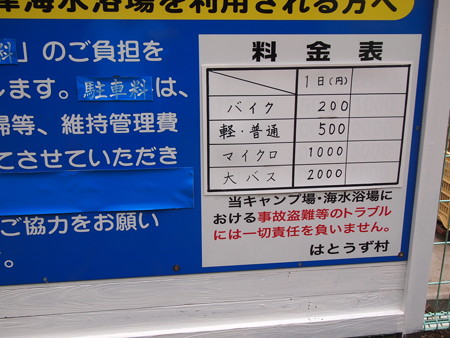 津海水浴場を利用される方へ
料」のご負担を
します。駐車料は、
掃等、維持管理費
てさせていただき
ご協力をお願い
す。
料金表
1日(円)
バイク 200
軽・普通 500
マイクロ 1000
大バス 2000
当キャンプ場・海水浴場に
おける事故盗難等のトラブル
には一切責任を負いません。
はとうず村